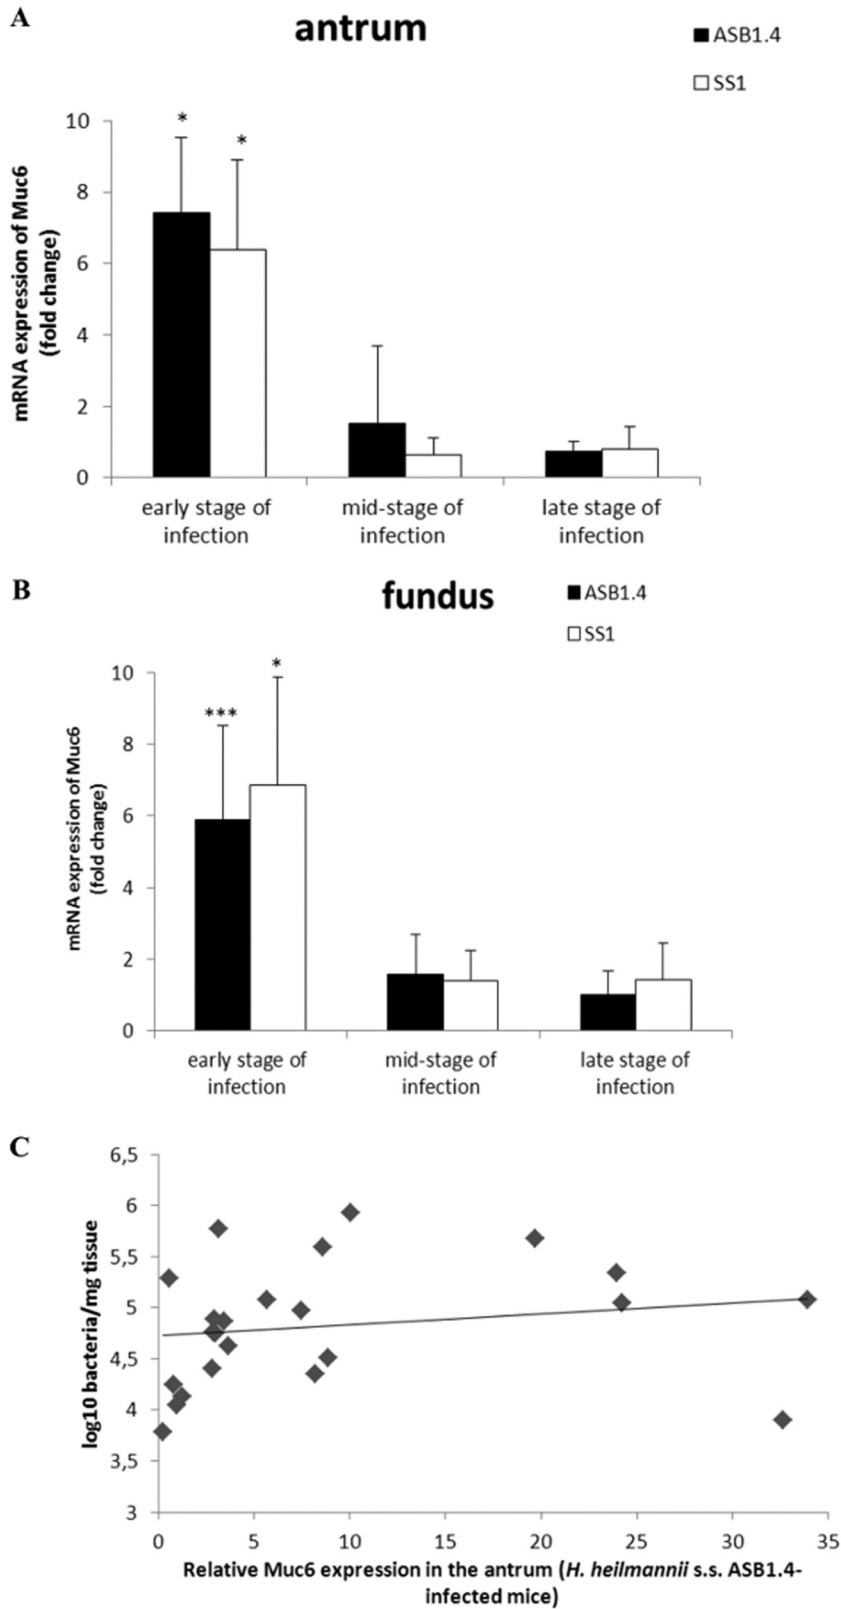 A
antrum
■ ASB1.4
□ SS1
mRNA expression of Muc6
(fold change)
10
8
6
4
2
0
*
*
early stage of
infection
mid-stage of
infection
late stage of
infection
B
fundus
■ ASB1.4
□ SS1
mRNA expression of Muc6
(fold change)
10
8
6
4
2
0
***
*
early stage of
infection
mid-stage of
infection
late stage of
infection
C
log10 bacteria/mg tissue
6,5
6
5,5
5
4,5
4
3,5
3
0 5 10 15 20 25 30 35
Relative Muc6 expression in the antrum (H. heilmannii s.s. ASB1.4-
infected mice)